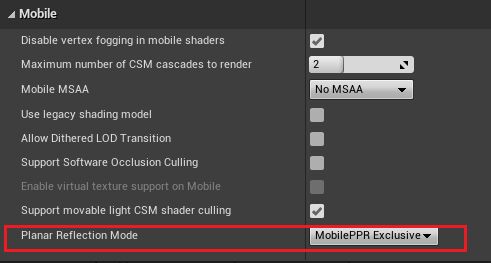 Mobile
Disable vertex fogging in mobile shaders
Maximum number of CSM cascades to render 2
Mobile MSAA No MSAA
Use legacy shading model
Allow Dithered LOD Transition
Support Software Occlusion Culling
Enable virtual texture support on Mobile
Support movable light CSM shader culling
Planar Reflection Mode MobilePPR Exclusive